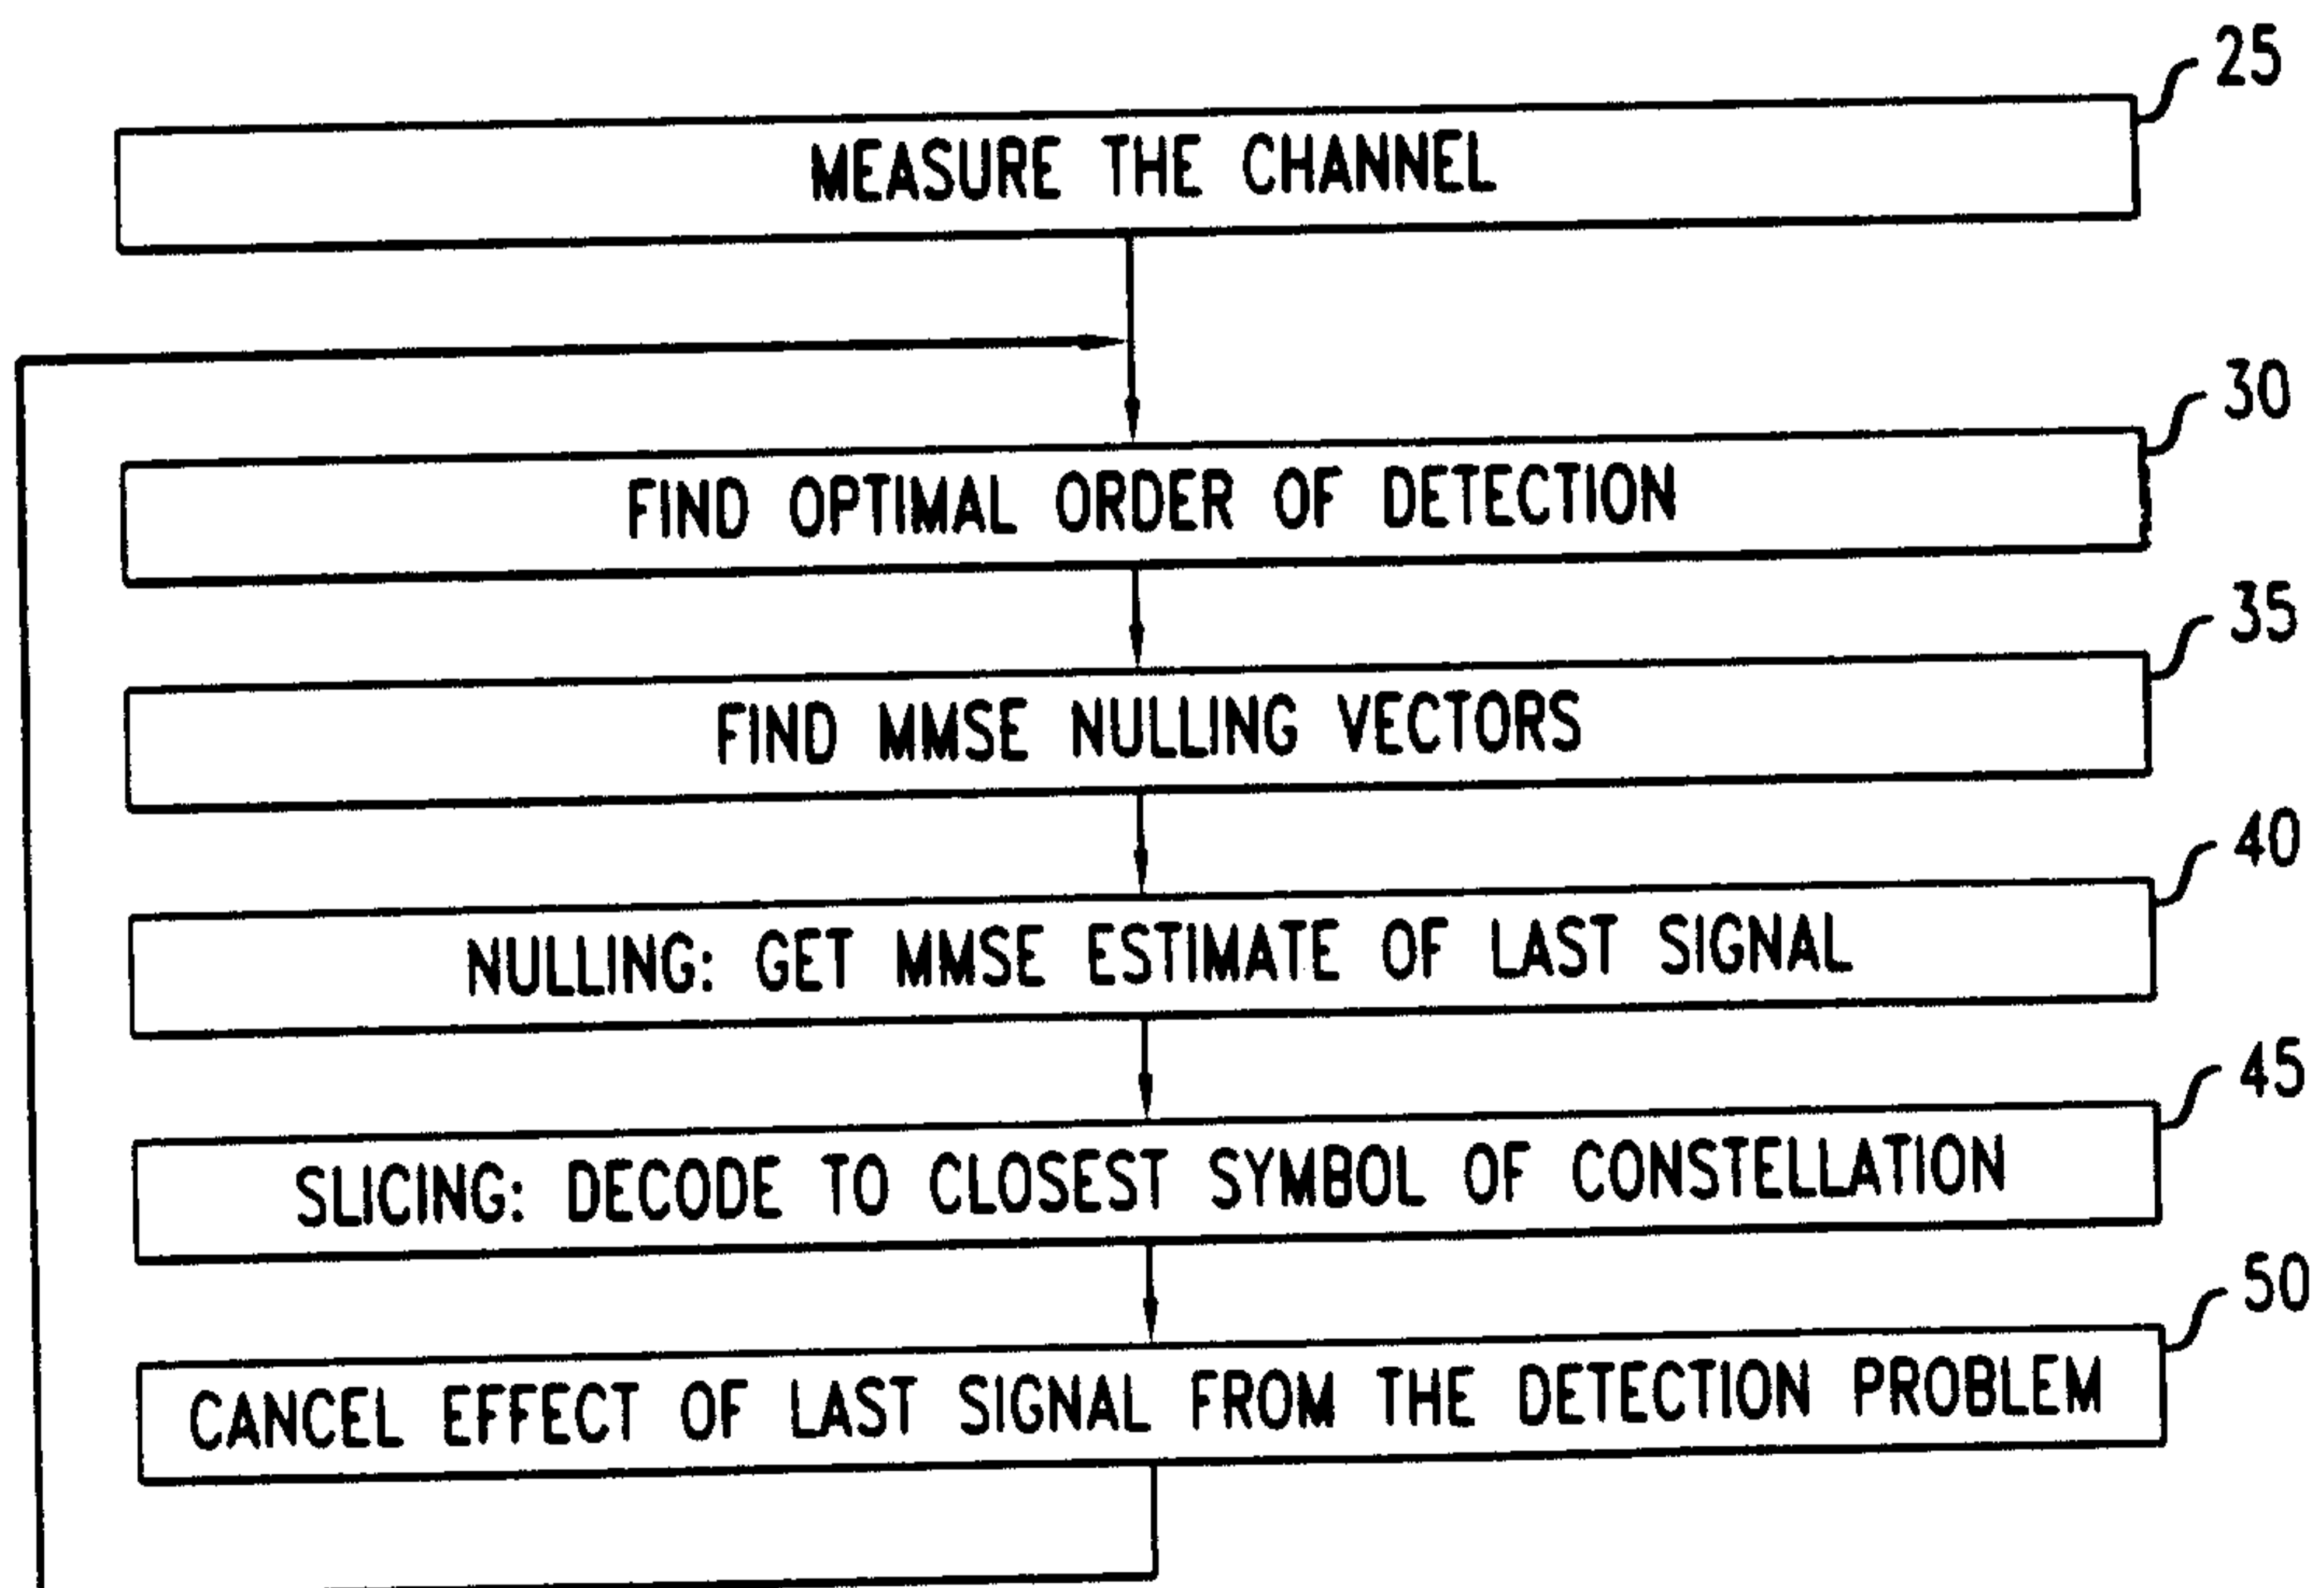 25
MEASURE THE CHANNEL
30
FIND OPTIMAL ORDER OF DETECTION
35
FIND MMSE NULLING VECTORS
40
NULLING: GET MMSE ESTIMATE OF LAST SIGNAL
45
SLICING: DECODE TO CLOSEST SYMBOL OF CONSTELLATION
50
CANCEL EFFECT OF LAST SIGNAL FROM THE DETECTION PROBLEM